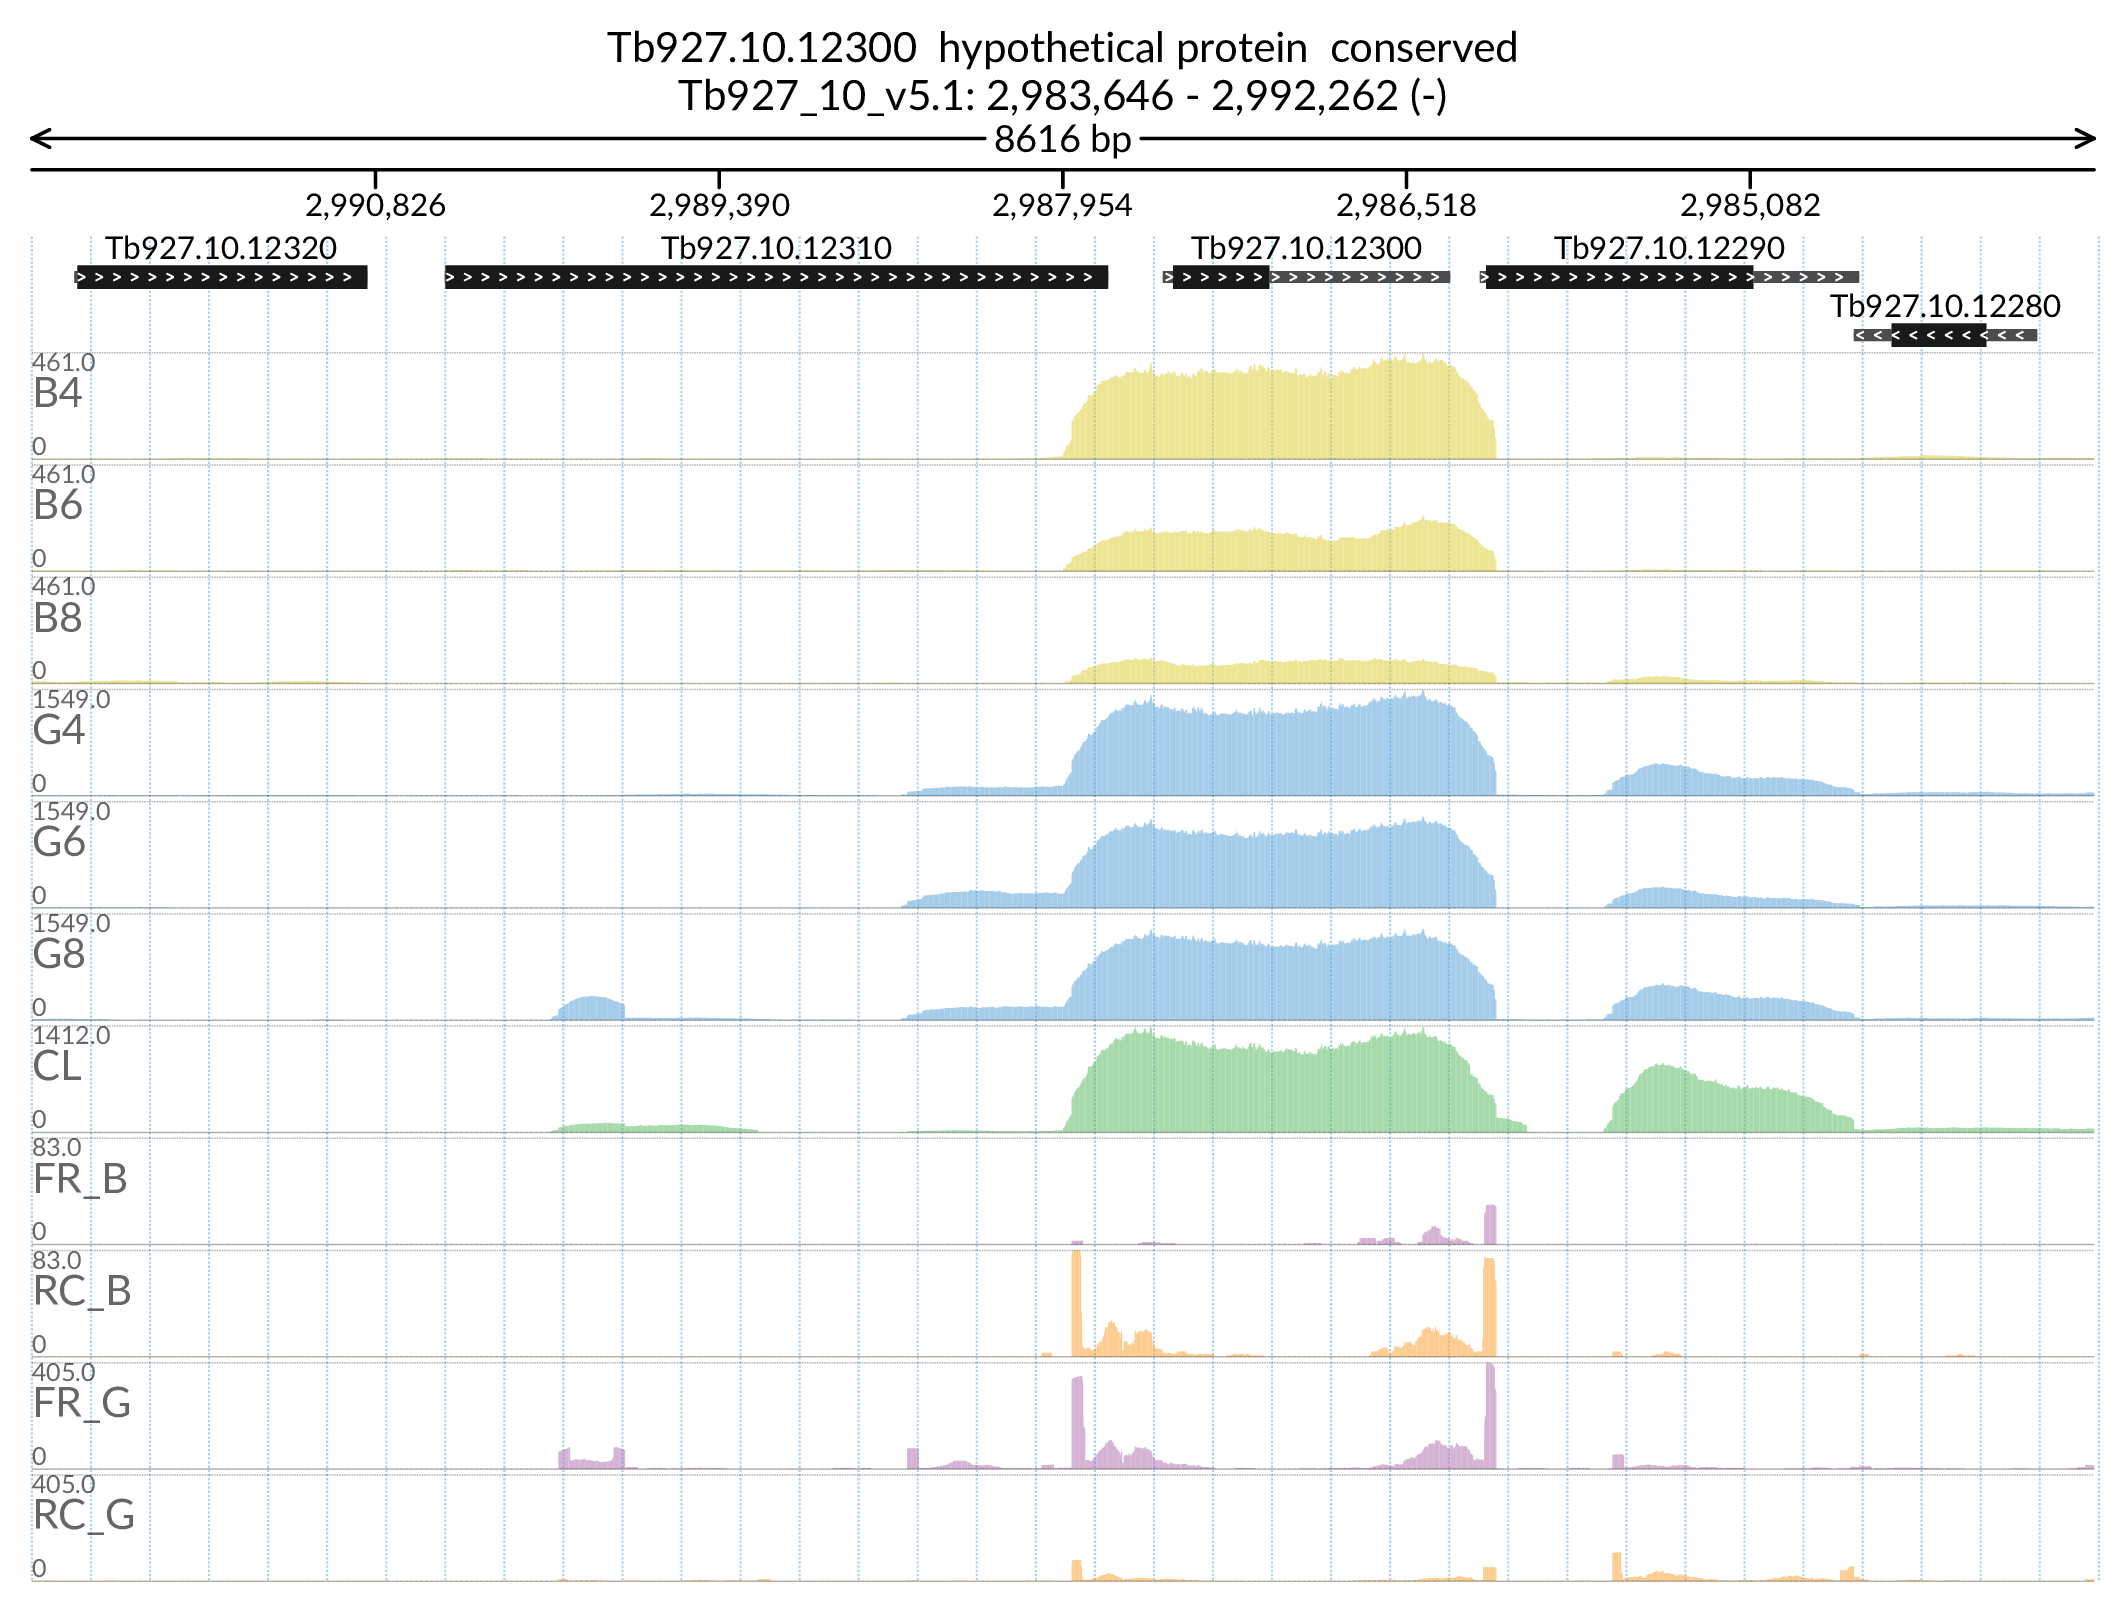 Tb927.10.12300  hypothetical protein  conserved
Tb927_10_v5.1: 2,983,646 - 2,992,262 (-)
8616 bp
2,990,826 2,989,390 2,987,954 2,986,518 2,985,082
Tb927.10.12320 Tb927.10.12310 Tb927.10.12300 Tb927.10.12290
Tb927.10.12280
461.0
B4
0
461.0
B6
0
461.0
B8
0
1549.0
G4
0
1549.0
G6
0
1549.0
G8
0
1412.0
CL
0
83.0
FR_B
0
83.0
RC_B
0
405.0
FR_G
0
405.0
RC_G
0